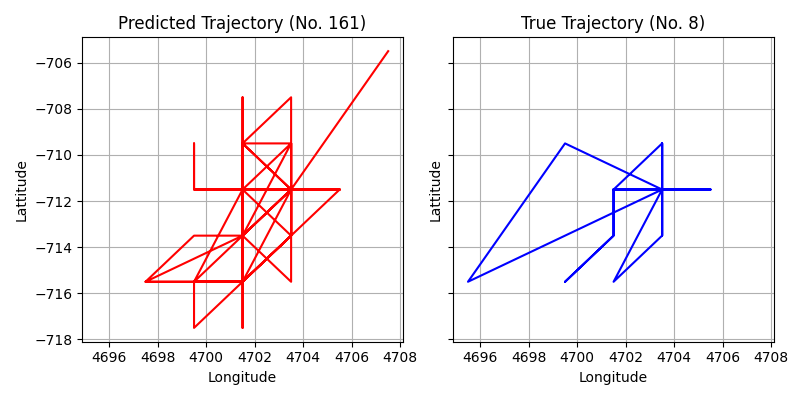 Predicted Trajectory (No. 161)
True Trajectory (No. 8)
−706
−708
−710
−712
−714
−716
−718
Lattitude
Lattitude
4696 4698 4700 4702 4704 4706 4708
4696 4698 4700 4702 4704 4706 4708
Longitude
Longitude